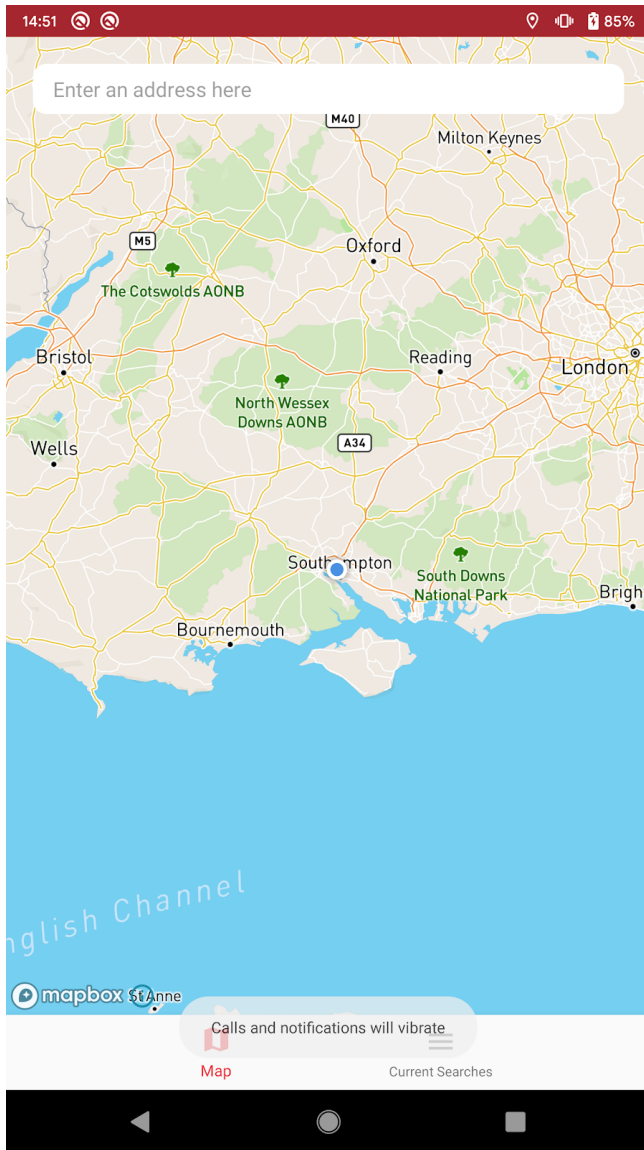 14:51
85%
Enter an address here
M40
Milton Keynes
M5
Oxford
The Cotswolds AONB
Bristol
Reading
London
North Wessex
Downs AONB
A34
Wells
Southampton
South Downs
National Park
Brigh
Bournemouth
nglish Channel
mapbox
St Anne
Calls and notifications will vibrate
Map
Current Searches